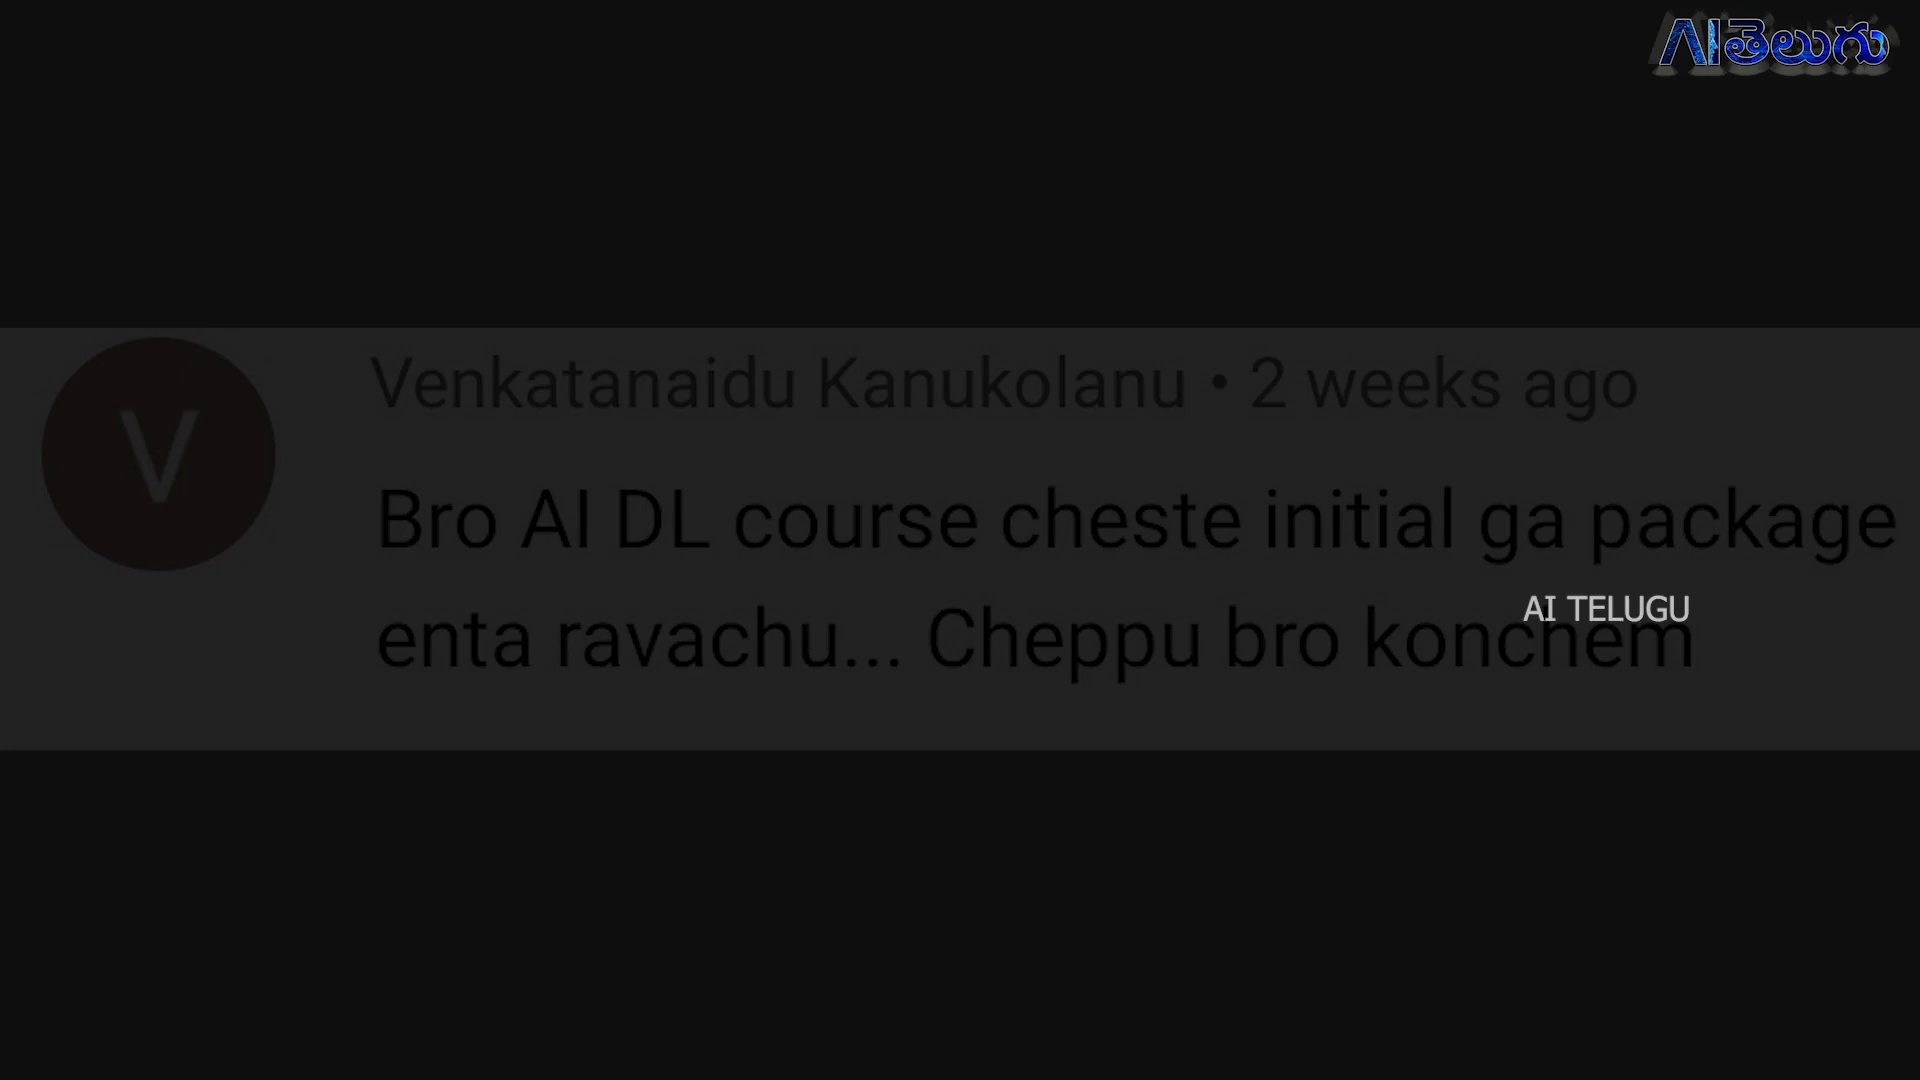 AIతెలుగు
V
Venkatanaidu Kanukolanu • 2 weeks ago
Bro AI DL course cheste initial ga package
enta ravachu... Cheppu bro konchem
AI TELUGU